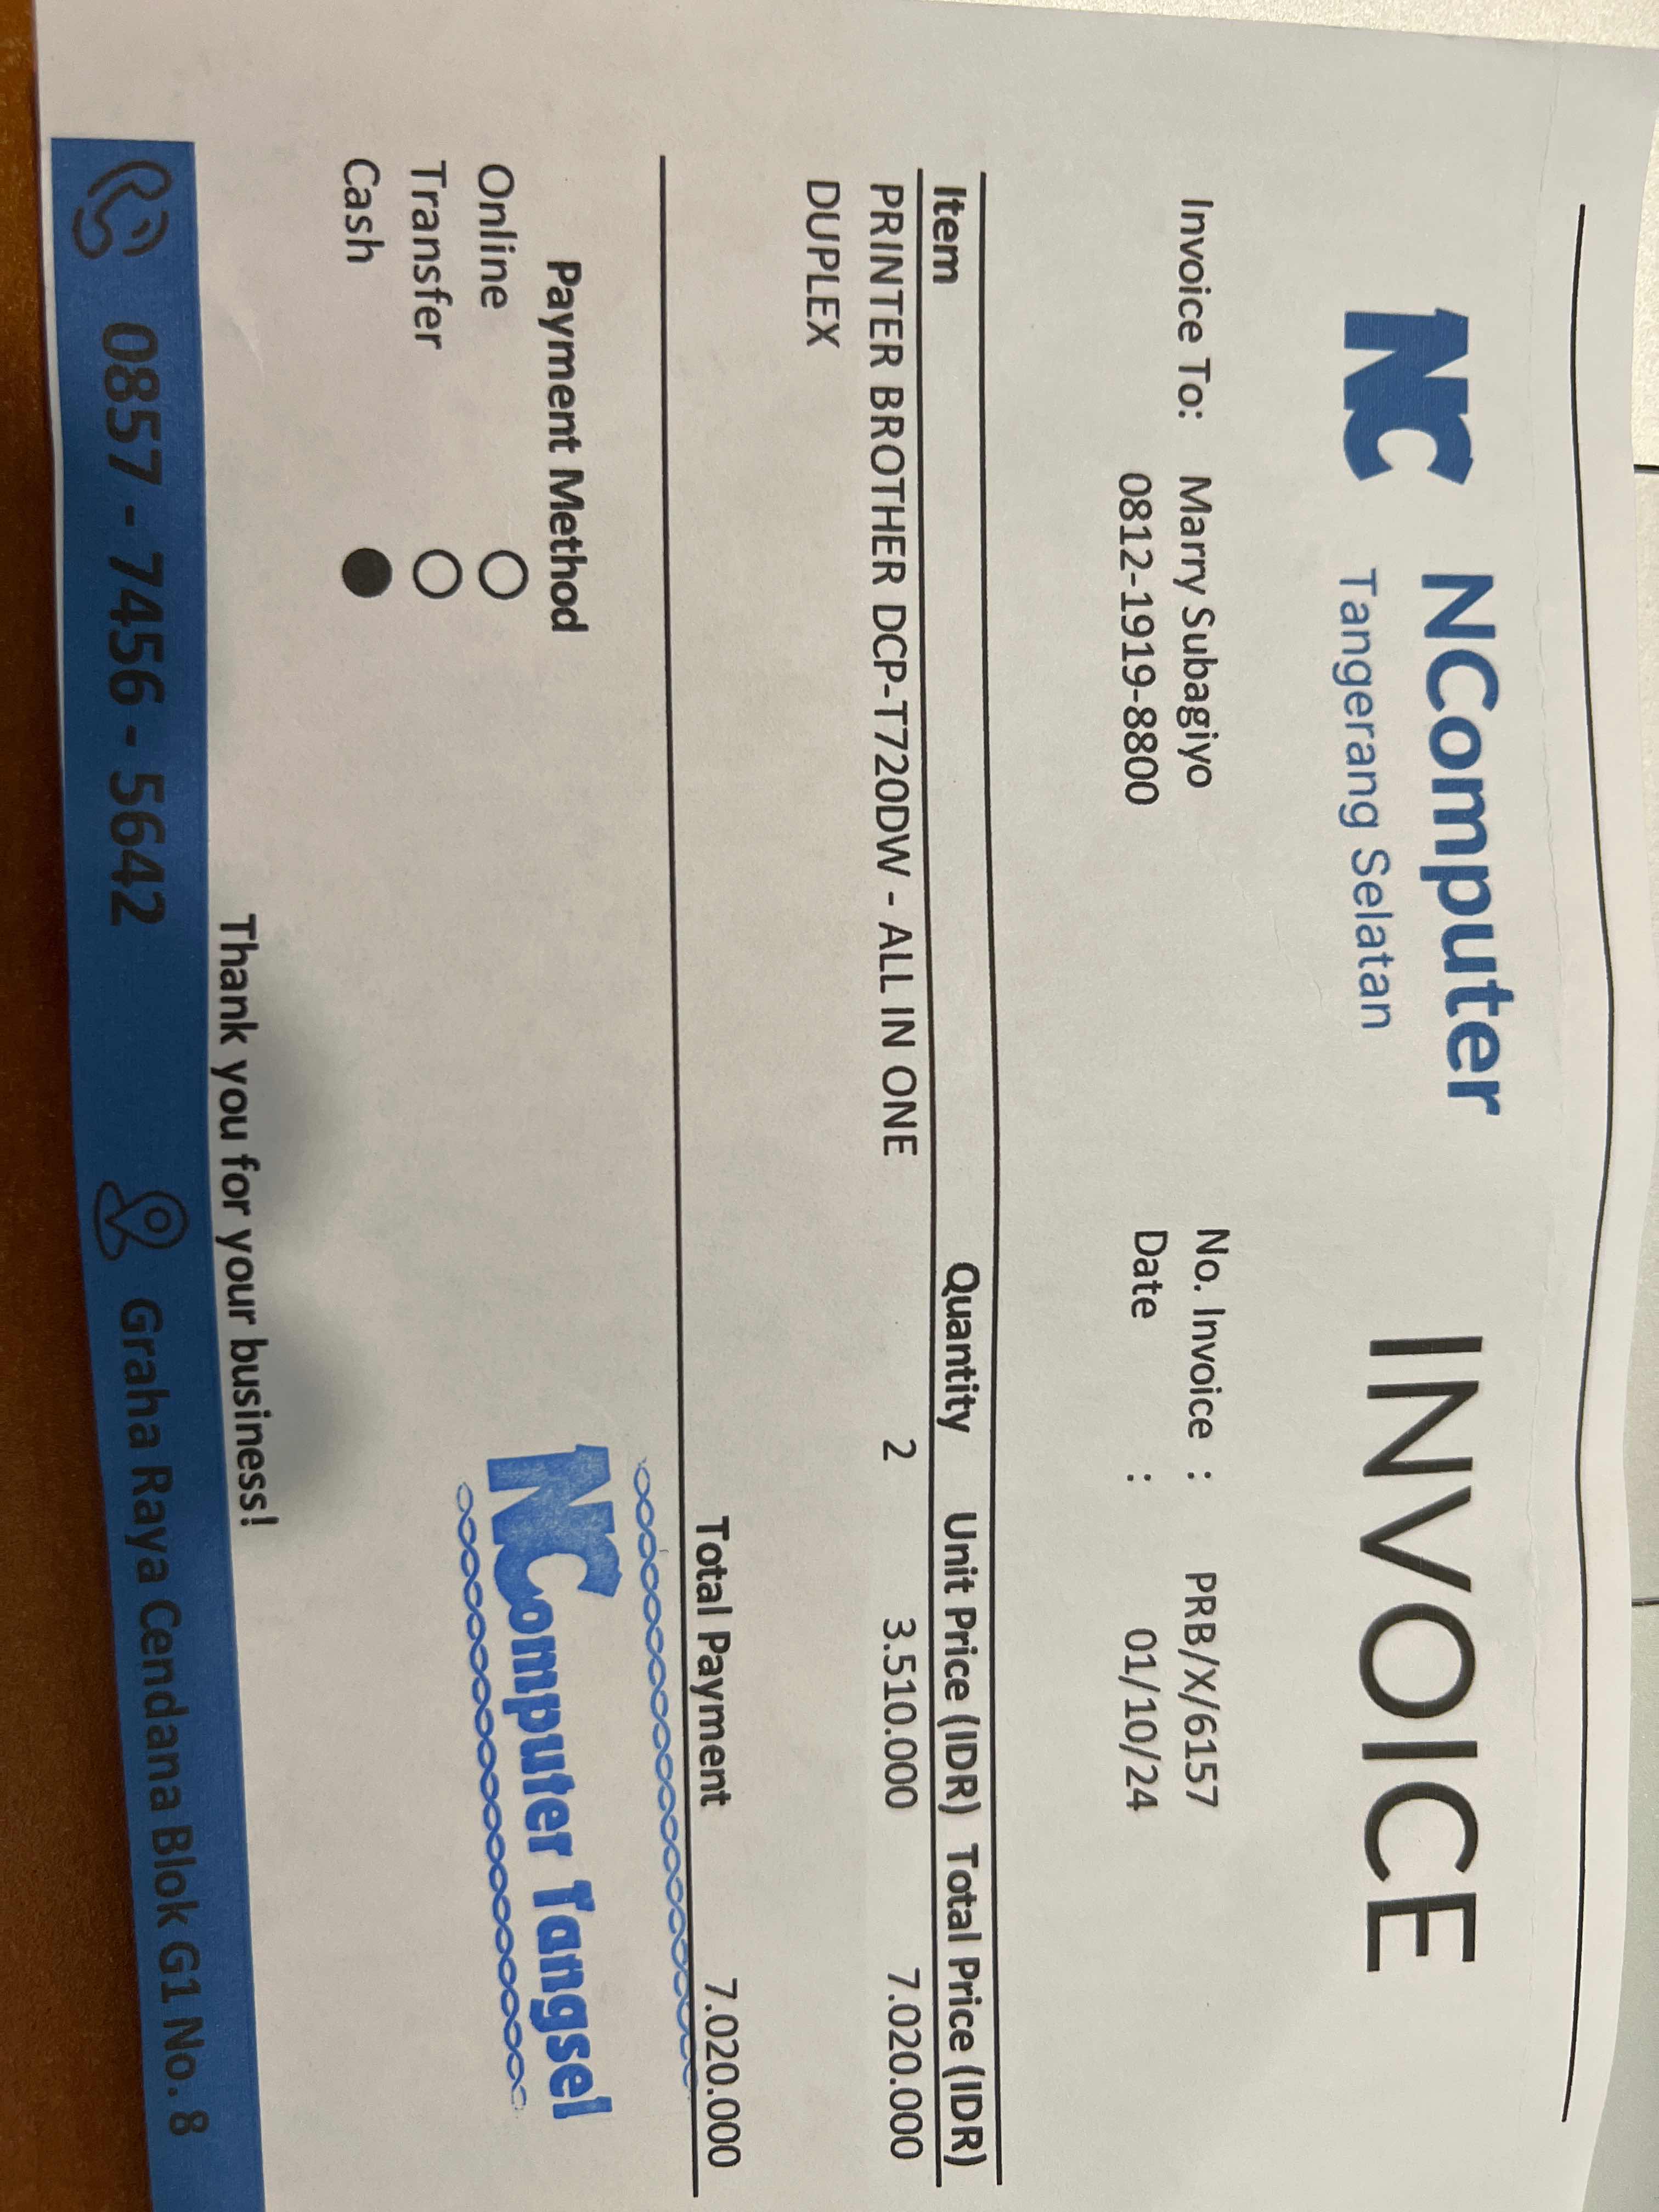 NC NComputer
Tangerang Selatan
INVOICE
Invoice To: Marry Subagiyo
0812-1919-8800
No. Invoice : PRB/X/6157
Date : 01/10/24
Item Quantity Unit Price (IDR) Total Price (IDR)
PRINTER BROTHER DCP-T720DW - ALL IN ONE 2 3.510.000 7.020.000
DUPLEX
Total Payment 7.020.000
Payment Method
Online
Transfer
Cash
NComputer Tangsel
Thank you for your business!
0857 - 7456 - 5642 Graha Raya Cendana Blok G1 No. 8